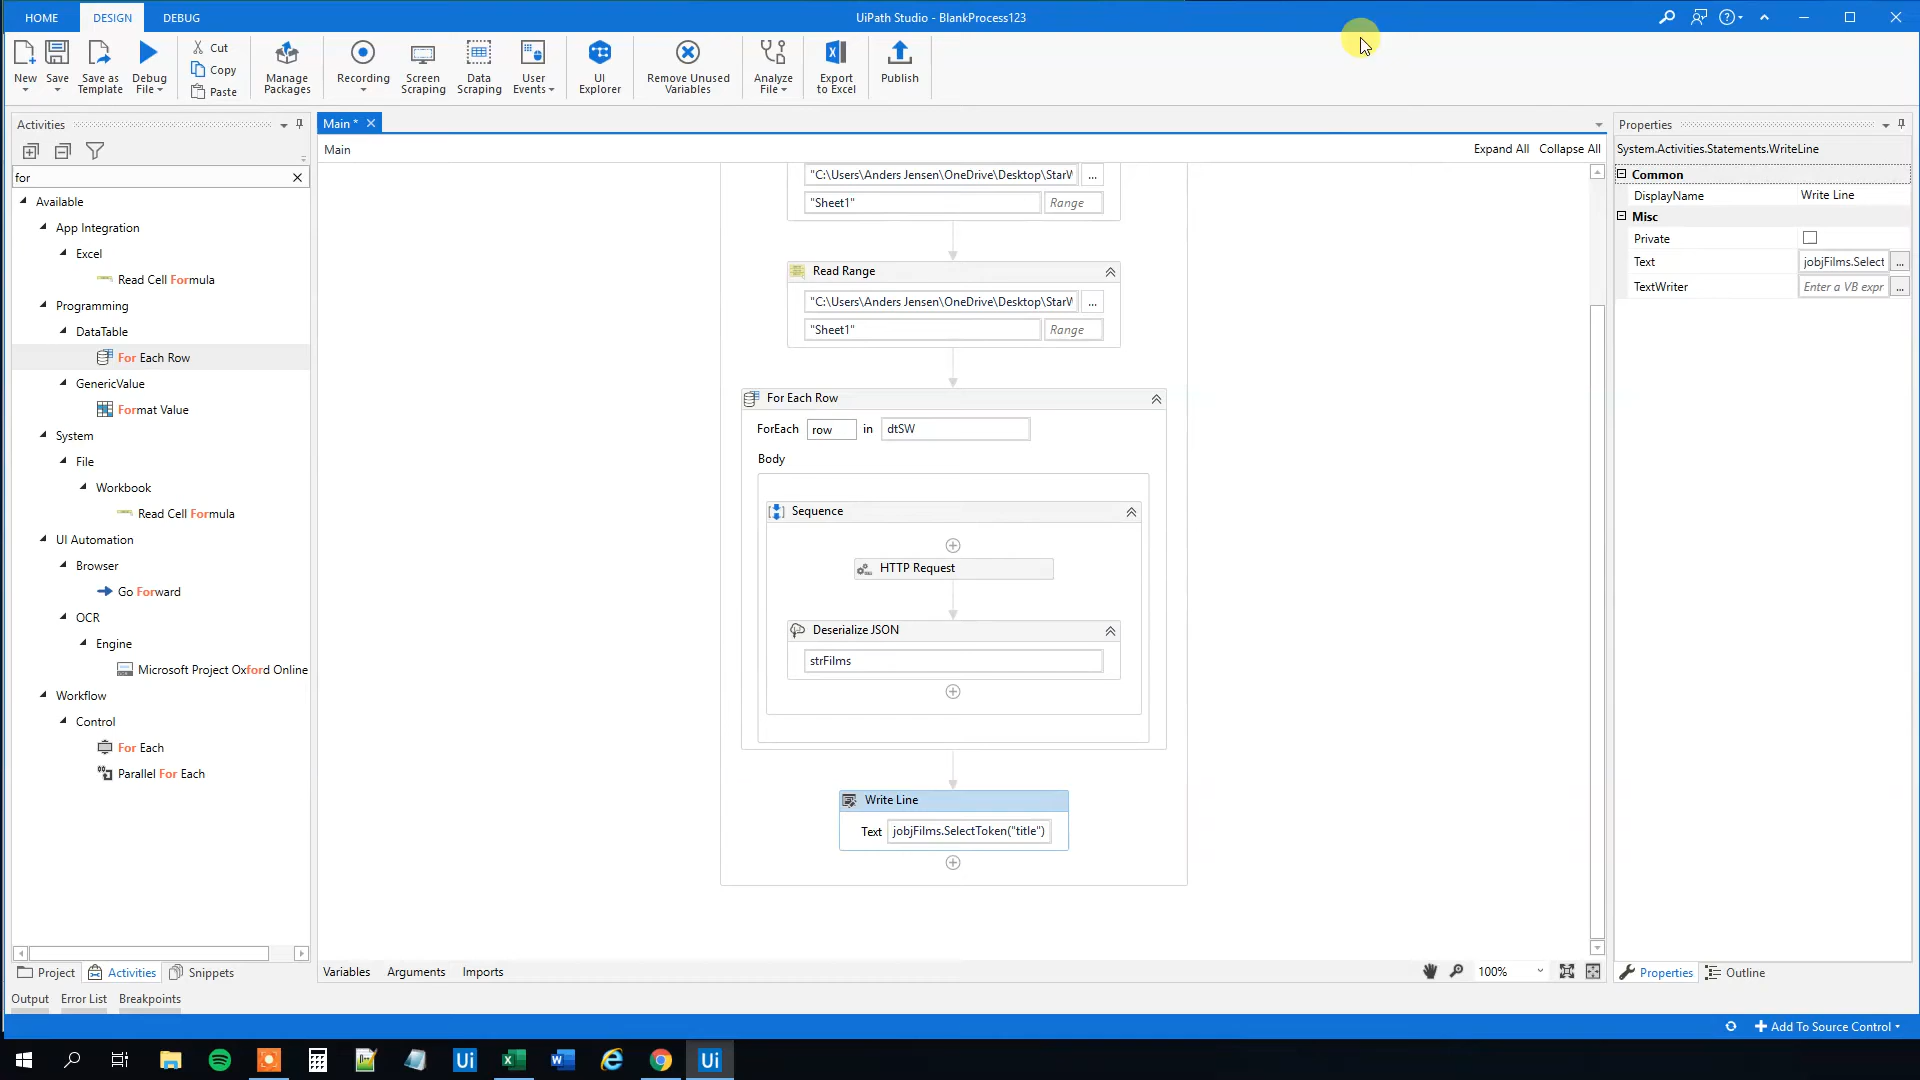 HOME
DESIGN
DEBUG
UiPath Studio - BlankProcess123
New
Save
Save as Template
Debug File
Cut
Copy
Paste
Manage Packages
Recording
Screen Scraping
Data Scraping
User Events
UI Explorer
Remove Unused Variables
Analyze File
Export to Excel
Publish
Activities
for
Available
App Integration
Excel
Read Cell Formula
Programming
DataTable
For Each Row
GenericValue
Format Value
System
File
Workbook
Read Cell Formula
UI Automation
Browser
Go Forward
OCR
Engine
Microsoft Project Oxford Online
Workflow
Control
For Each
Parallel For Each
Project
Activities
Snippets
Main *
Main
Expand All
Collapse All
"C:\Users\Anders Jensen\OneDrive\Desktop\StarW
...
"Sheet1"
Range
Read Range
"C:\Users\Anders Jensen\OneDrive\Desktop\StarW
...
"Sheet1"
Range
For Each Row
ForEach row in dtSW
Body
Sequence
HTTP Request
Deserialize JSON
strFilms
Write Line
Text jobjFilms.SelectToken("title")
Variables
Arguments
Imports
100%
Properties
System.Activities.Statements.WriteLine
Common
DisplayName Write Line
Misc
Private
Text jobjFilms.Select ...
TextWriter Enter a VB expr ...
Properties
Outline
Output
Error List
Breakpoints
Add To Source Control
Ui
Ui